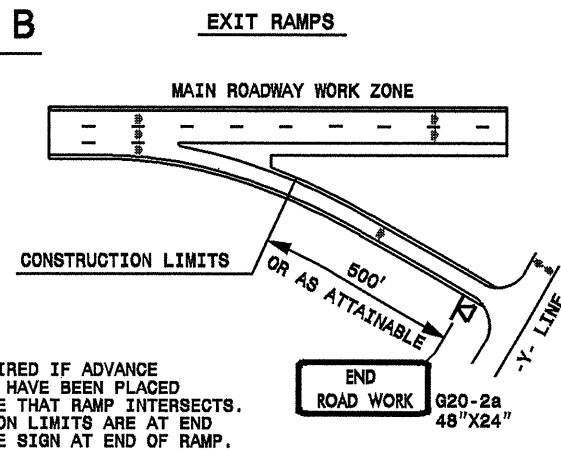 B
EXIT RAMPS
MAIN ROADWAY WORK ZONE
CONSTRUCTION LIMITS
500'
OR AS ATTAINABLE
-Y- LINE
END
ROAD WORK
G20-2a
48"X24"
IRED IF ADVANCE
HAVE BEEN PLACED
E THAT RAMP INTERSECTS.
ON LIMITS ARE AT END
E SIGN AT END OF RAMP.